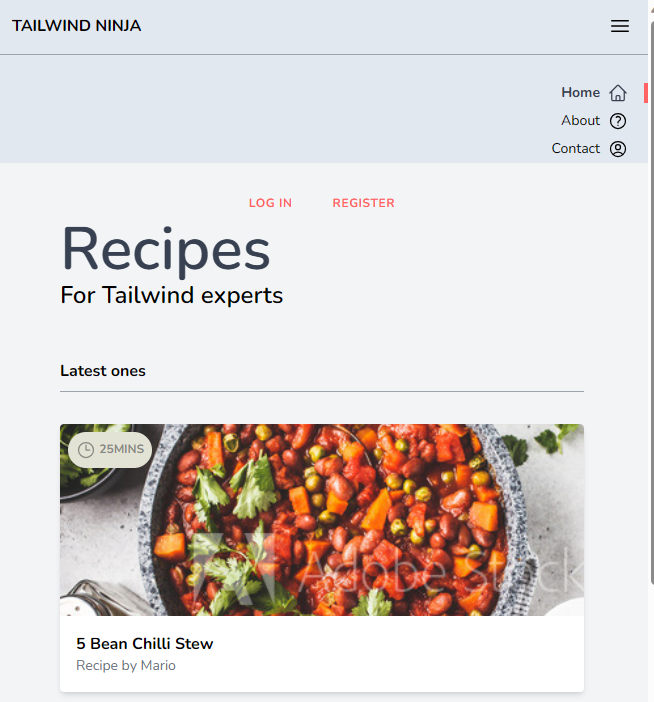 TAILWIND NINJA
Home
About
Contact
LOG IN REGISTER
Recipes
For Tailwind experts
Latest ones
25MINS
Adobe Stock
5 Bean Chilli Stew
Recipe by Mario